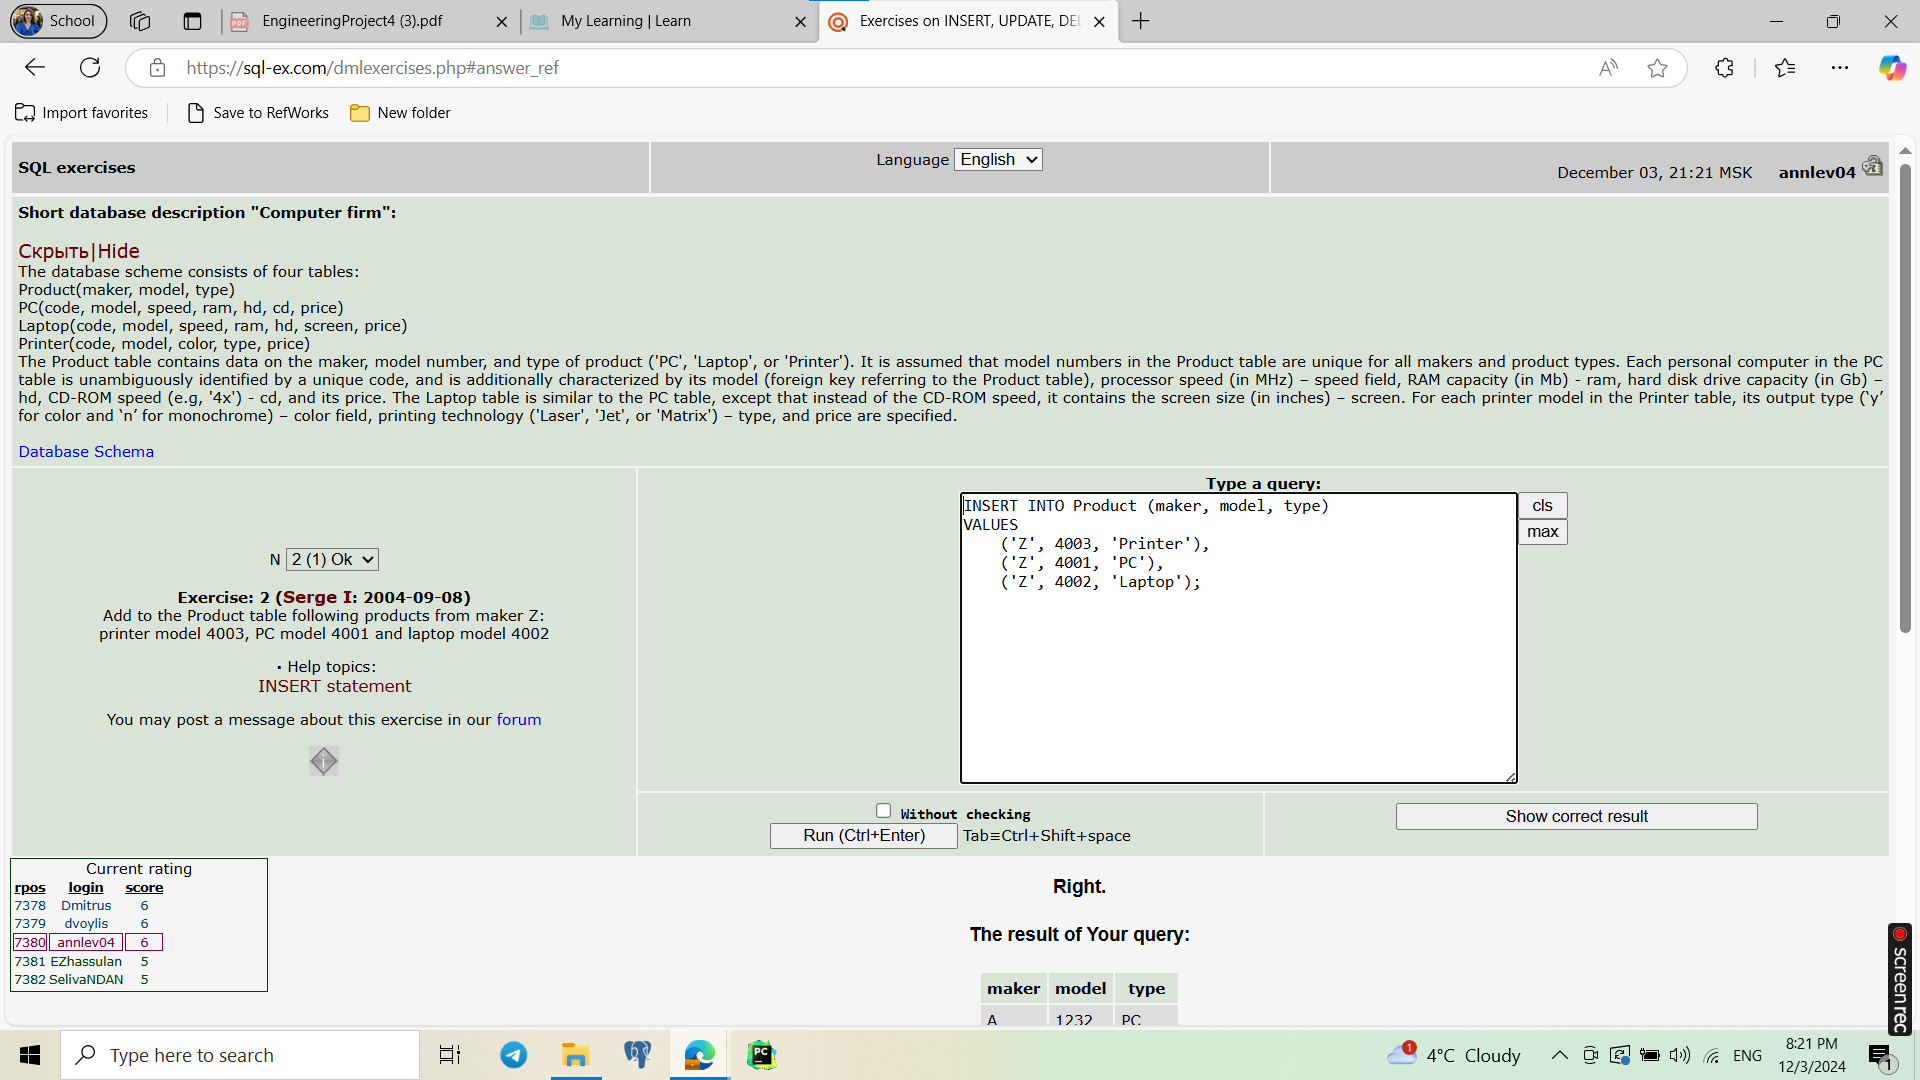 School
EngineeringProject4 (3).pdf
My Learning | Learn
Exercises on INSERT, UPDATE, DEL
https://sql-ex.com/dmlexercises.php#answer_ref
Import favorites
Save to RefWorks
New folder
SQL exercises
Language English
December 03, 21:21 MSK annlev04
Short database description "Computer firm":
Скрыть|Hide
The database scheme consists of four tables:
Product(maker, model, type)
PC(code, model, speed, ram, hd, cd, price)
Laptop(code, model, speed, ram, hd, screen, price)
Printer(code, model, color, type, price)
The Product table contains data on the maker, model number, and type of product ('PC', 'Laptop', or 'Printer'). It is assumed that model numbers in the Product table are unique for all makers and product types. Each personal computer in the PC
table is unambiguously identified by a unique code, and is additionally characterized by its model (foreign key referring to the Product table), processor speed (in MHz) – speed field, RAM capacity (in Mb) - ram, hard disk drive capacity (in Gb) –
hd, CD-ROM speed (e.g, '4x') - cd, and its price. The Laptop table is similar to the PC table, except that instead of the CD-ROM speed, it contains the screen size (in inches) – screen. For each printer model in the Printer table, its output type (‘y’
for color and ‘n’ for monochrome) – color field, printing technology ('Laser', 'Jet', or 'Matrix') – type, and price are specified.
Database Schema
N 2 (1) Ok
Exercise: 2 (Serge I: 2004-09-08)
Add to the Product table following products from maker Z:
printer model 4003, PC model 4001 and laptop model 4002
• Help topics:
INSERT statement
You may post a message about this exercise in our forum
Type a query:
INSERT INTO Product (maker, model, type)
VALUES
('Z', 4003, 'Printer'),
('Z', 4001, 'PC'),
('Z', 4002, 'Laptop');
cls
max
Without checking
Run (Ctrl+Enter) Tab≡Ctrl+Shift+space
Show correct result
Current rating
rpos login score
7378 Dmitrus 6
7379 dvoylis 6
7380 annlev04 6
7381 EZhassulan 5
7382 SelivaNDAN 5
Right.
The result of Your query:
maker model type
A 1232 PC
screenrec
Type here to search
PC
1
4°C Cloudy
ENG
8:21 PM
12/3/2024
1